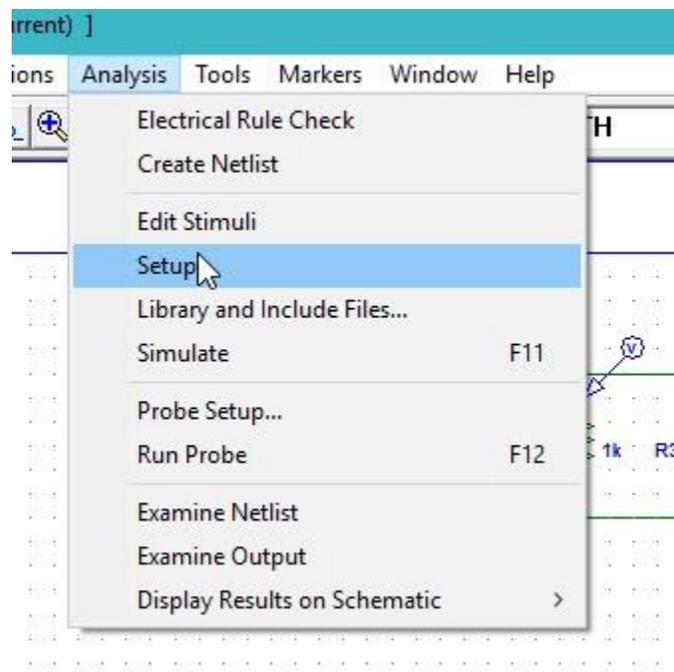 rrent) ]
ions Analysis Tools Markers Window Help
Electrical Rule Check
TH
Create Netlist
Edit Stimuli
Setup
Library and Include Files...
Simulate F11
V
Probe Setup...
Run Probe F12
1k R3
Examine Netlist
Examine Output
Display Results on Schematic >